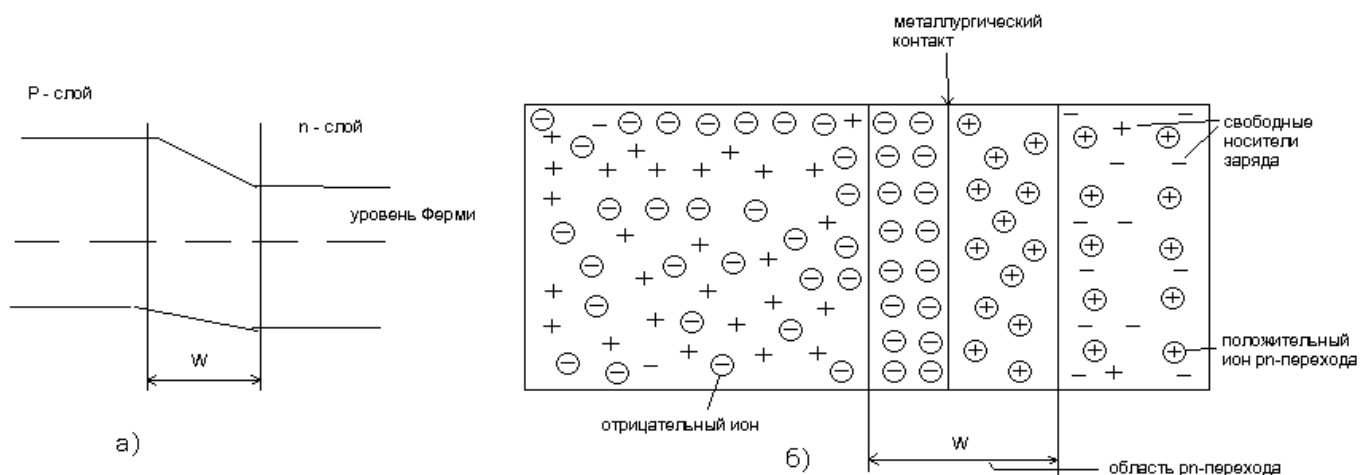 P - слой
n - слой
уровень Ферми
W
а)
металлургический
контакт
свободные
носители
заряда
положительный
ион pn-перехода
отрицательный ион
W
б)
область pn-перехода